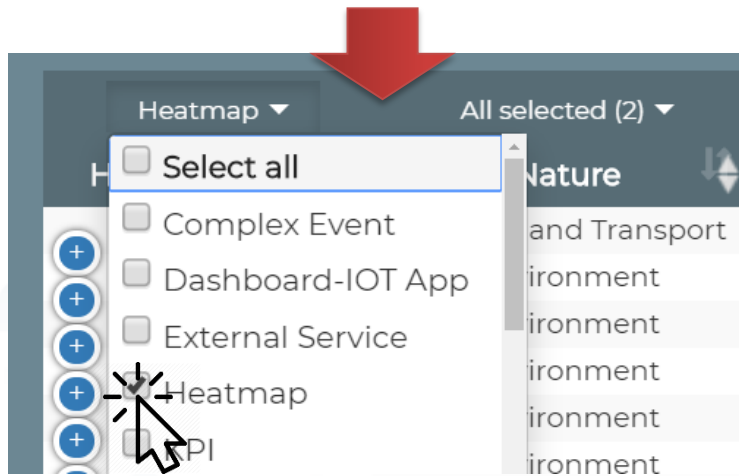 Heatmap All selected (2)
H Nature
Select all
Complex Event and Transport
Dashboard-IOT App ironment
External Service ironment
Heatmap ironment
KPI ironment
ironment